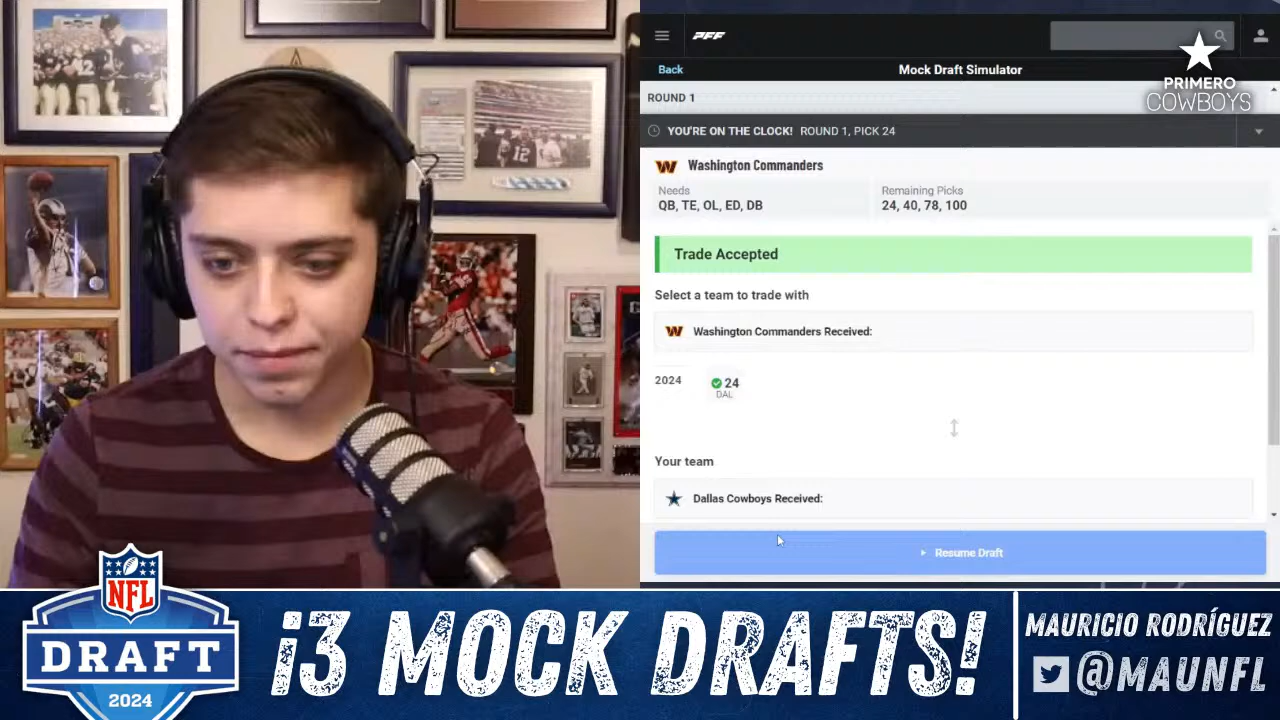 PFF
PRIMERO
COWBOYS
Back
Mock Draft Simulator
ROUND 1
YOU'RE ON THE CLOCK! ROUND 1, PICK 24
Washington Commanders
Needs
QB, TE, OL, ED, DB
Remaining Picks
24, 40, 78, 100
Trade Accepted
Select a team to trade with
Washington Commanders Received:
2024
24
DAL
Your team
Dallas Cowboys Received:
Resume Draft
12
NFL
DRAFT
2024
¡3 MOCK DRAFTS!
MAURICIO RODRÍGUEZ
@MAUNFL